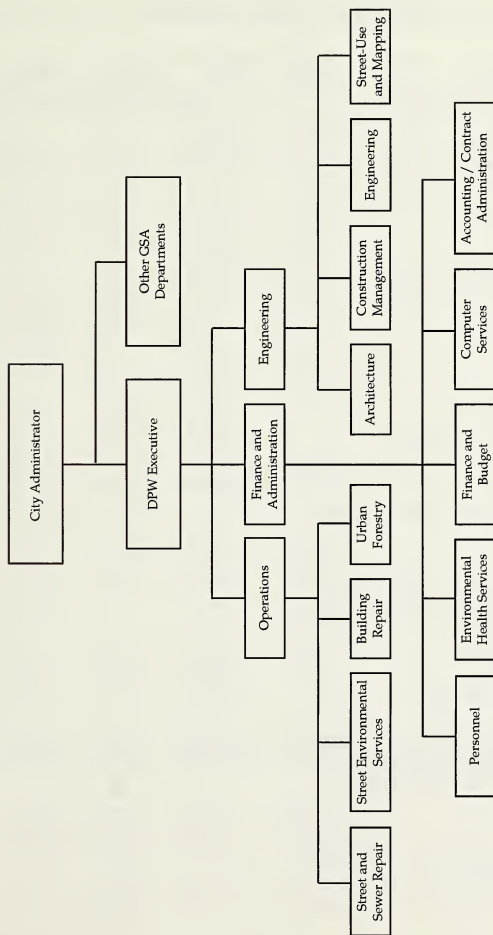 City Administrator
Other GSA
Departments
DPW Executive
Operations
Finance and
Administration
Engineering
Street and
Sewer Repair
Street Environmental
Services
Building
Repair
Urban
Forestry
Architecture
Construction
Management
Engineering
Street-Use
and Mapping
Personnel
Environmental
Health Services
Finance and
Budget
Computer
Services
Accounting / Contract
Administration